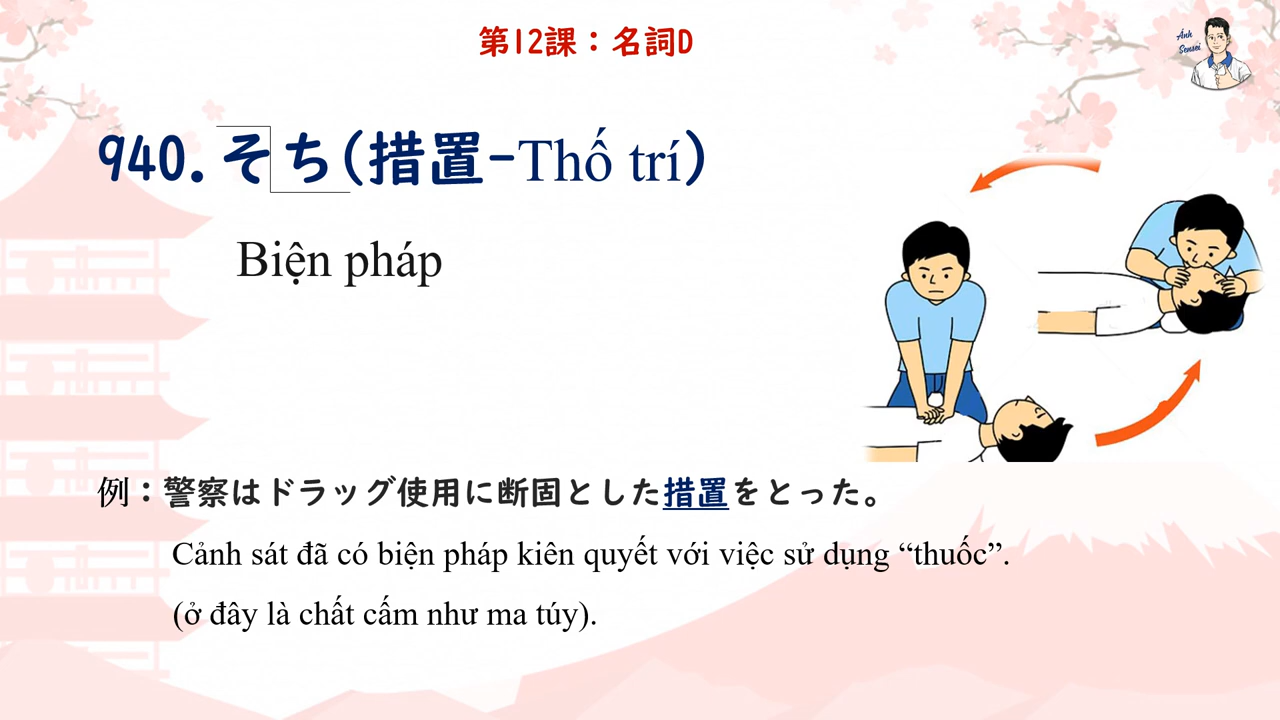 第12課：名詞D
Ánh
Sensei
940. そち(措置-Thố trí)
Biện pháp
例：警察はドラッグ使用に断固とした措置をとった。
Cảnh sát đã có biện pháp kiên quyết với việc sử dụng “thuốc”.
(ở đây là chất cấm như ma túy).